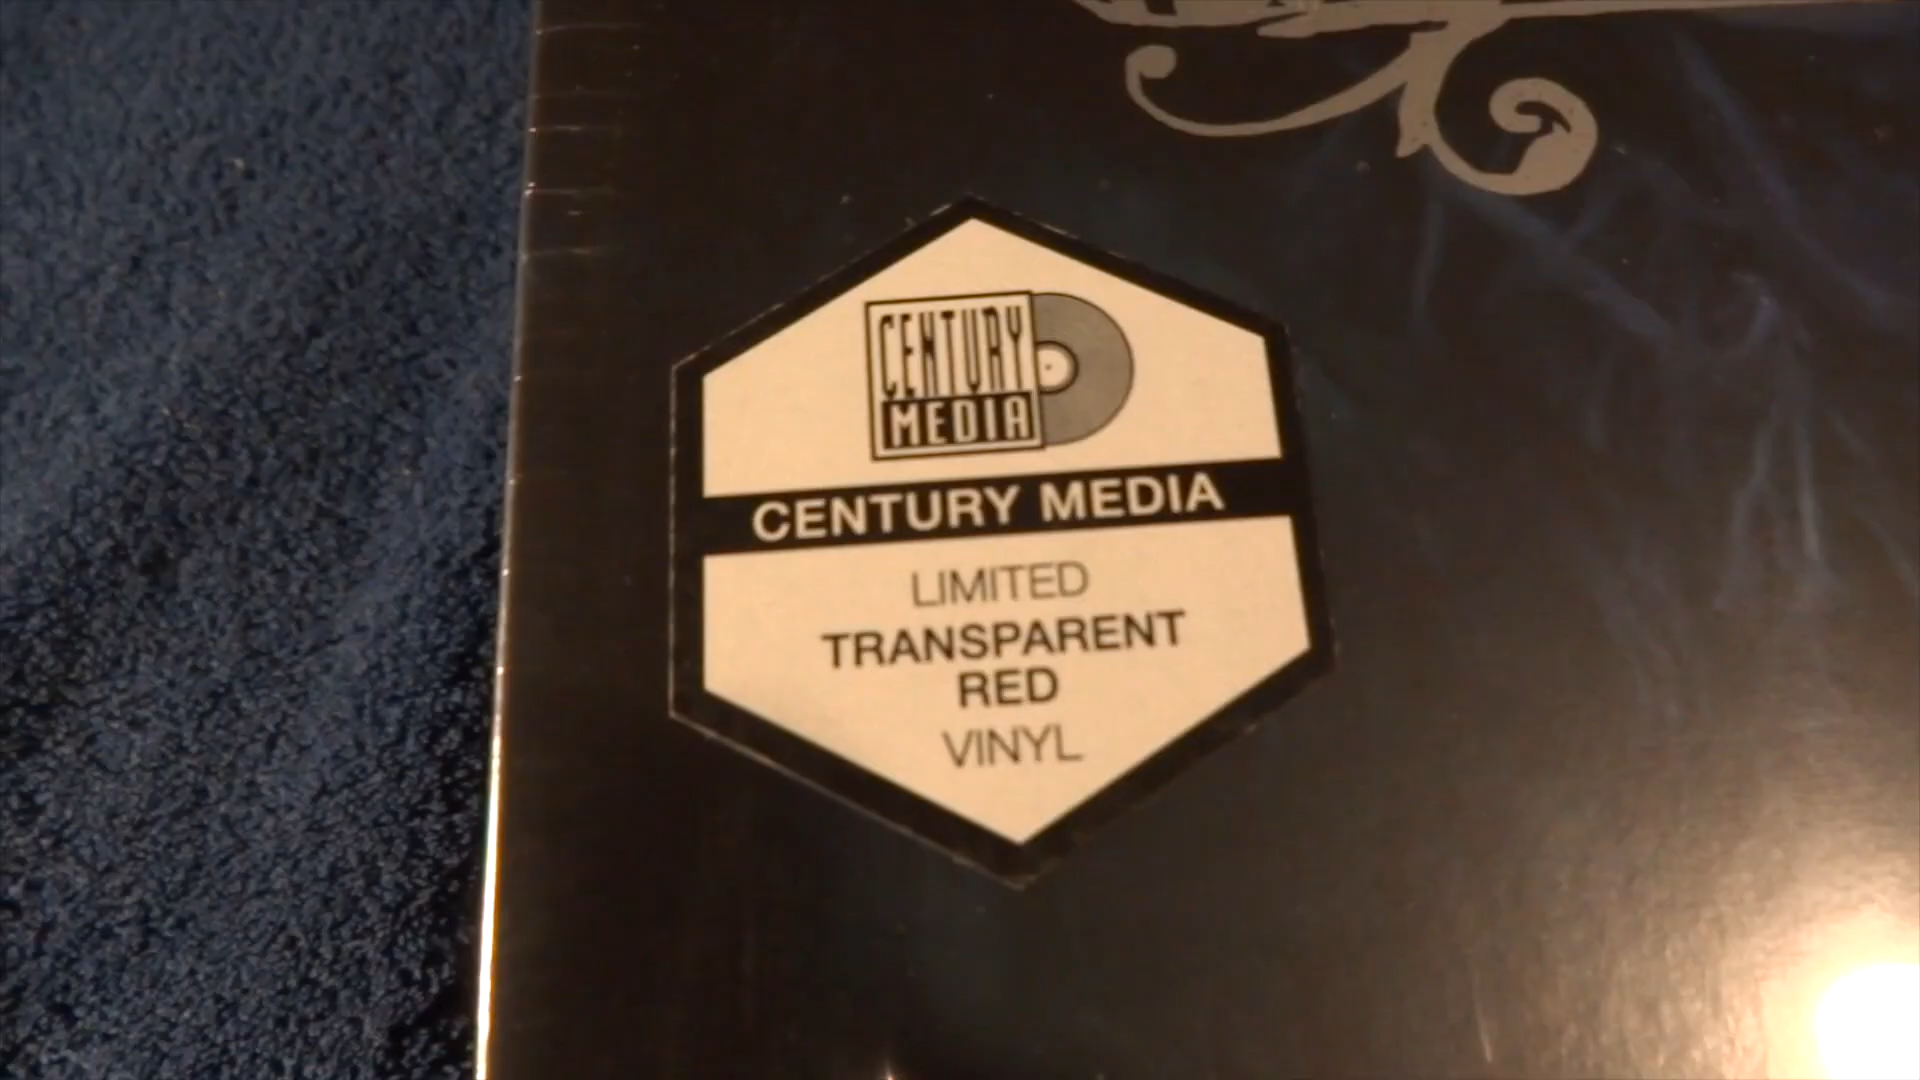 CENTURY
MEDIA
CENTURY MEDIA
LIMITED
TRANSPARENT
RED
VINYL